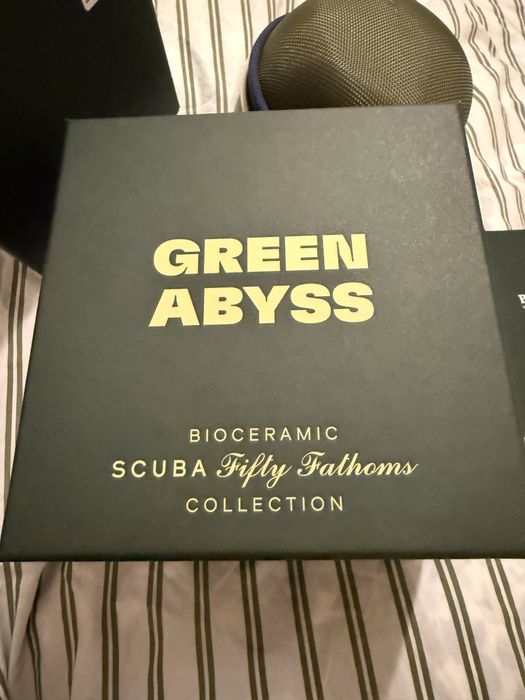 GREEN
ABYSS
BIOCERAMIC
SCUBA Fifty Fathoms
COLLECTION